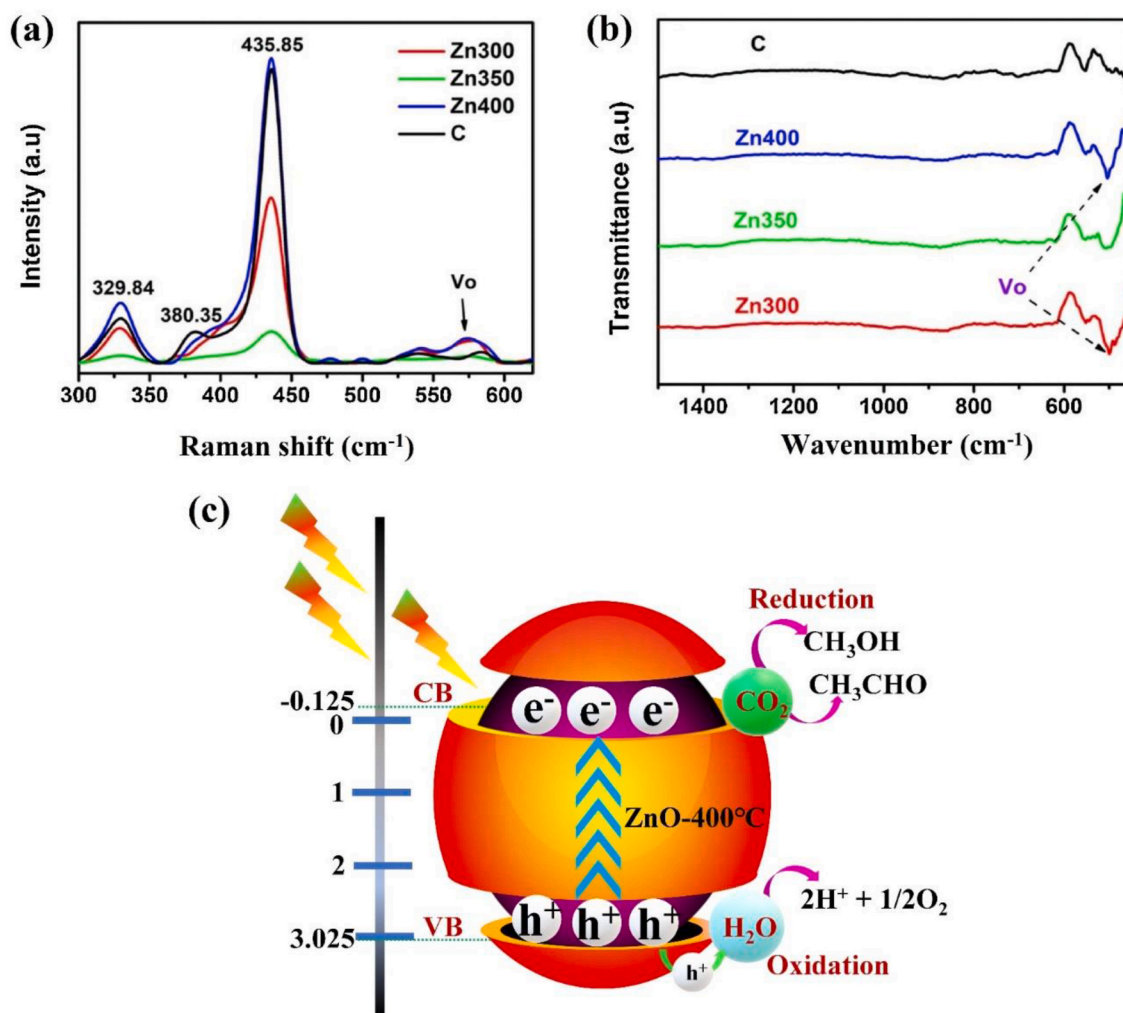 (a)
435.85
Zn300
Zn350
Zn400
C
329.84
380.35
Vo
Intensity (a.u)
300 350 400 450 500 550 600
Raman shift (cm⁻¹)
(b)
C
Zn400
Zn350
Vo
Zn300
Transmittance (a.u)
1400 1200 1000 800 600
Wavenumber (cm⁻¹)
(c)
Reduction
CH₃OH
CH₃CHO
CO₂
-0.125
CB
e⁻ e⁻ e⁻
0
1
ZnO-400°C
2
2H⁺ + 1/2O₂
3.025
VB
h⁺ h⁺ h⁺
H₂O
h⁺
Oxidation